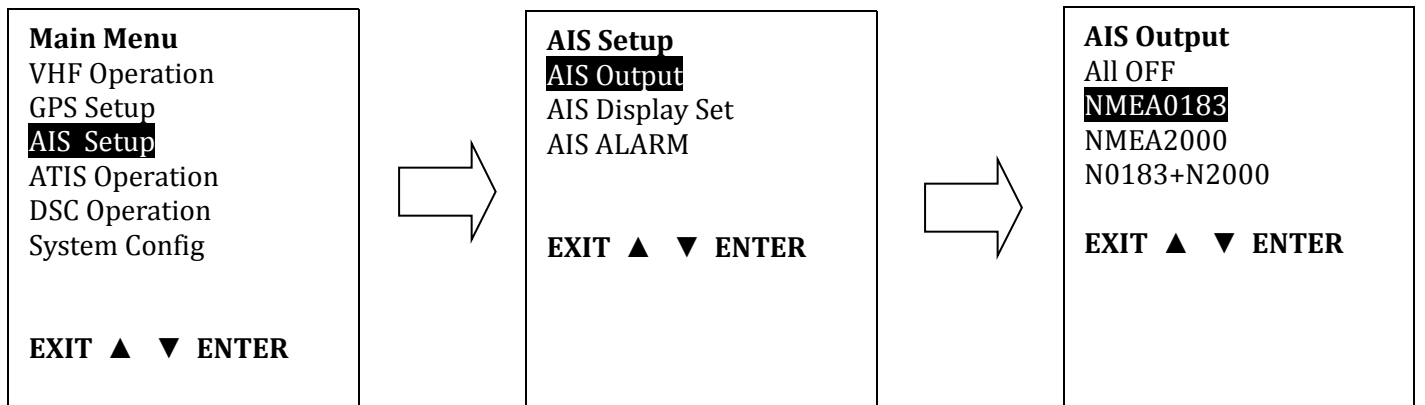 Main Menu
VHF Operation
GPS Setup
AIS  Setup
ATIS Operation
DSC Operation
System Config
EXIT ▲ ▼ ENTER
AIS Setup
AIS Output
AIS Display Set
AIS ALARM
EXIT ▲ ▼ ENTER
AIS Output
All OFF
NMEA0183
NMEA2000
N0183+N2000
EXIT ▲ ▼ ENTER